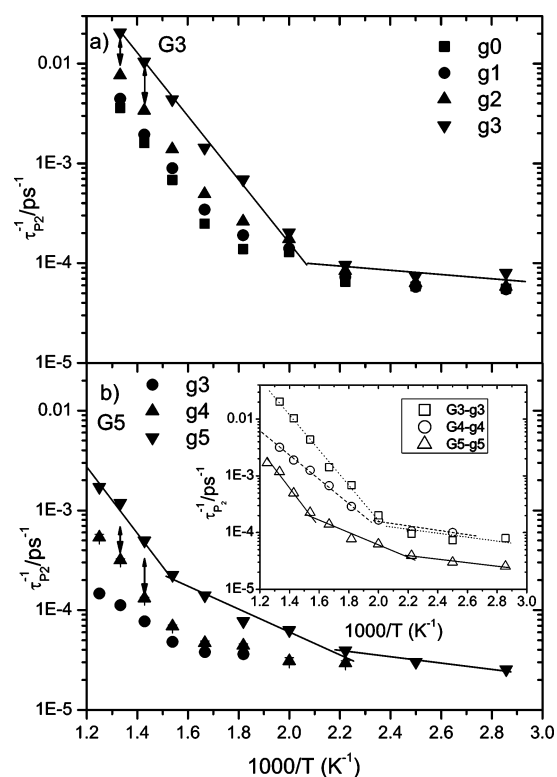 a) G3
g0
g1
g2
g3
0.01
1E-3
1E-4
1E-5
τ⁻¹P2/ps⁻¹
b)
G5
g3
g4
g5
0.01
1E-3
1E-4
1E-5
τ⁻¹P2/ps⁻¹
G3-g3
G4-g4
G5-g5
0.01
1E-3
1E-4
1E-5
τ⁻¹P2/ps⁻¹
1.2 1.4 1.6 1.8 2.0 2.2 2.4 2.6 2.8 3.0
1000/T (K⁻¹)
1.2 1.4 1.6 1.8 2.0 2.2 2.4 2.6 2.8 3.0
1000/T (K⁻¹)